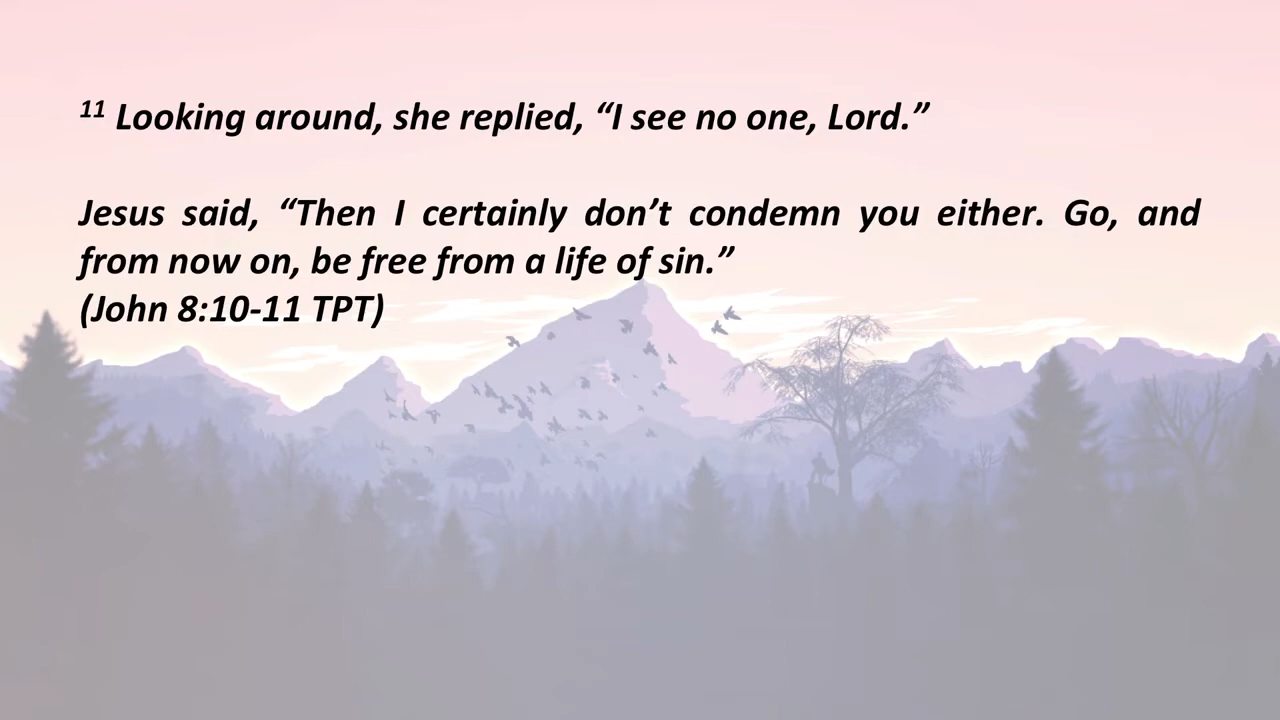 ¹¹ Looking around, she replied, “I see no one, Lord.”
Jesus said, “Then I certainly don’t condemn you either. Go, and
from now on, be free from a life of sin.”
(John 8:10-11 TPT)